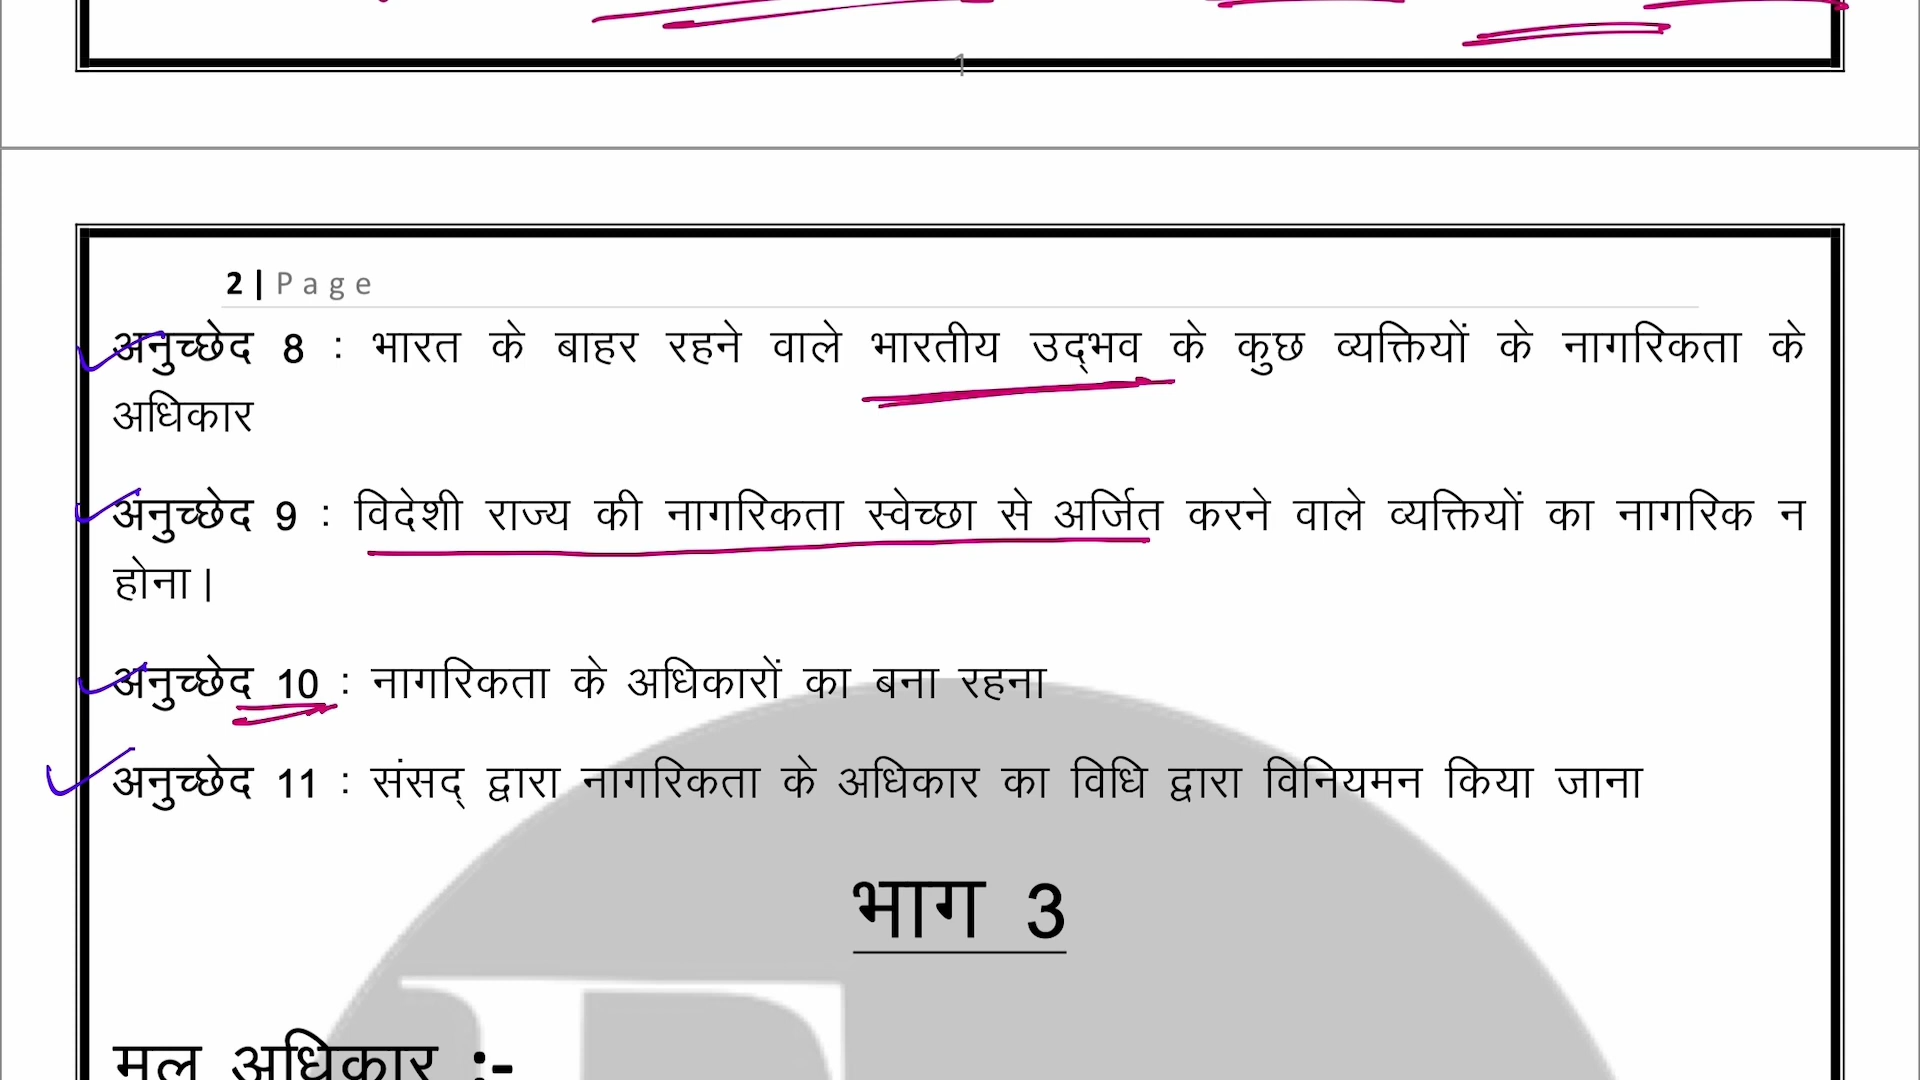 1
2 | Page
अनुच्छेद 8 : भारत के बाहर रहने वाले भारतीय उद्भव के कुछ व्यक्तियों के नागरिकता के
अधिकार
अनुच्छेद 9 : विदेशी राज्य की नागरिकता स्वेच्छा से अर्जित करने वाले व्यक्तियों का नागरिक न
होना|
अनुच्छेद 10 : नागरिकता के अधिकारों का बना रहना
अनुच्छेद 11 : संसद् द्वारा नागरिकता के अधिकार का विधि द्वारा विनियमन किया जाना
भाग 3
मूल अधिकार :-